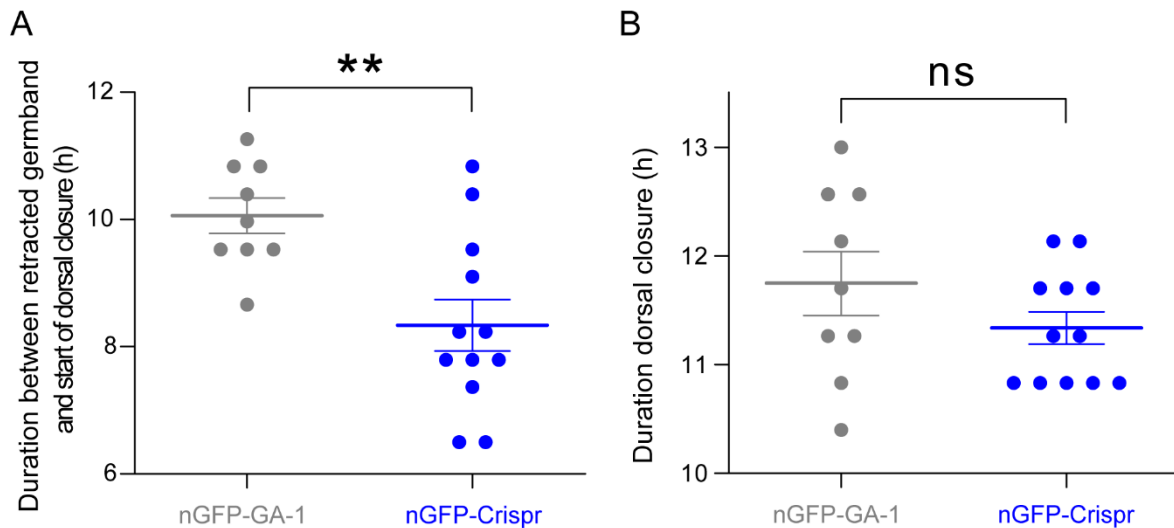 A
Duration between retracted germband
and start of dorsal closure (h)
12
10
8
6
**
nGFP-GA-1
nGFP-Crispr
B
Duration dorsal closure (h)
13
12
11
10
ns
nGFP-GA-1
nGFP-Crispr